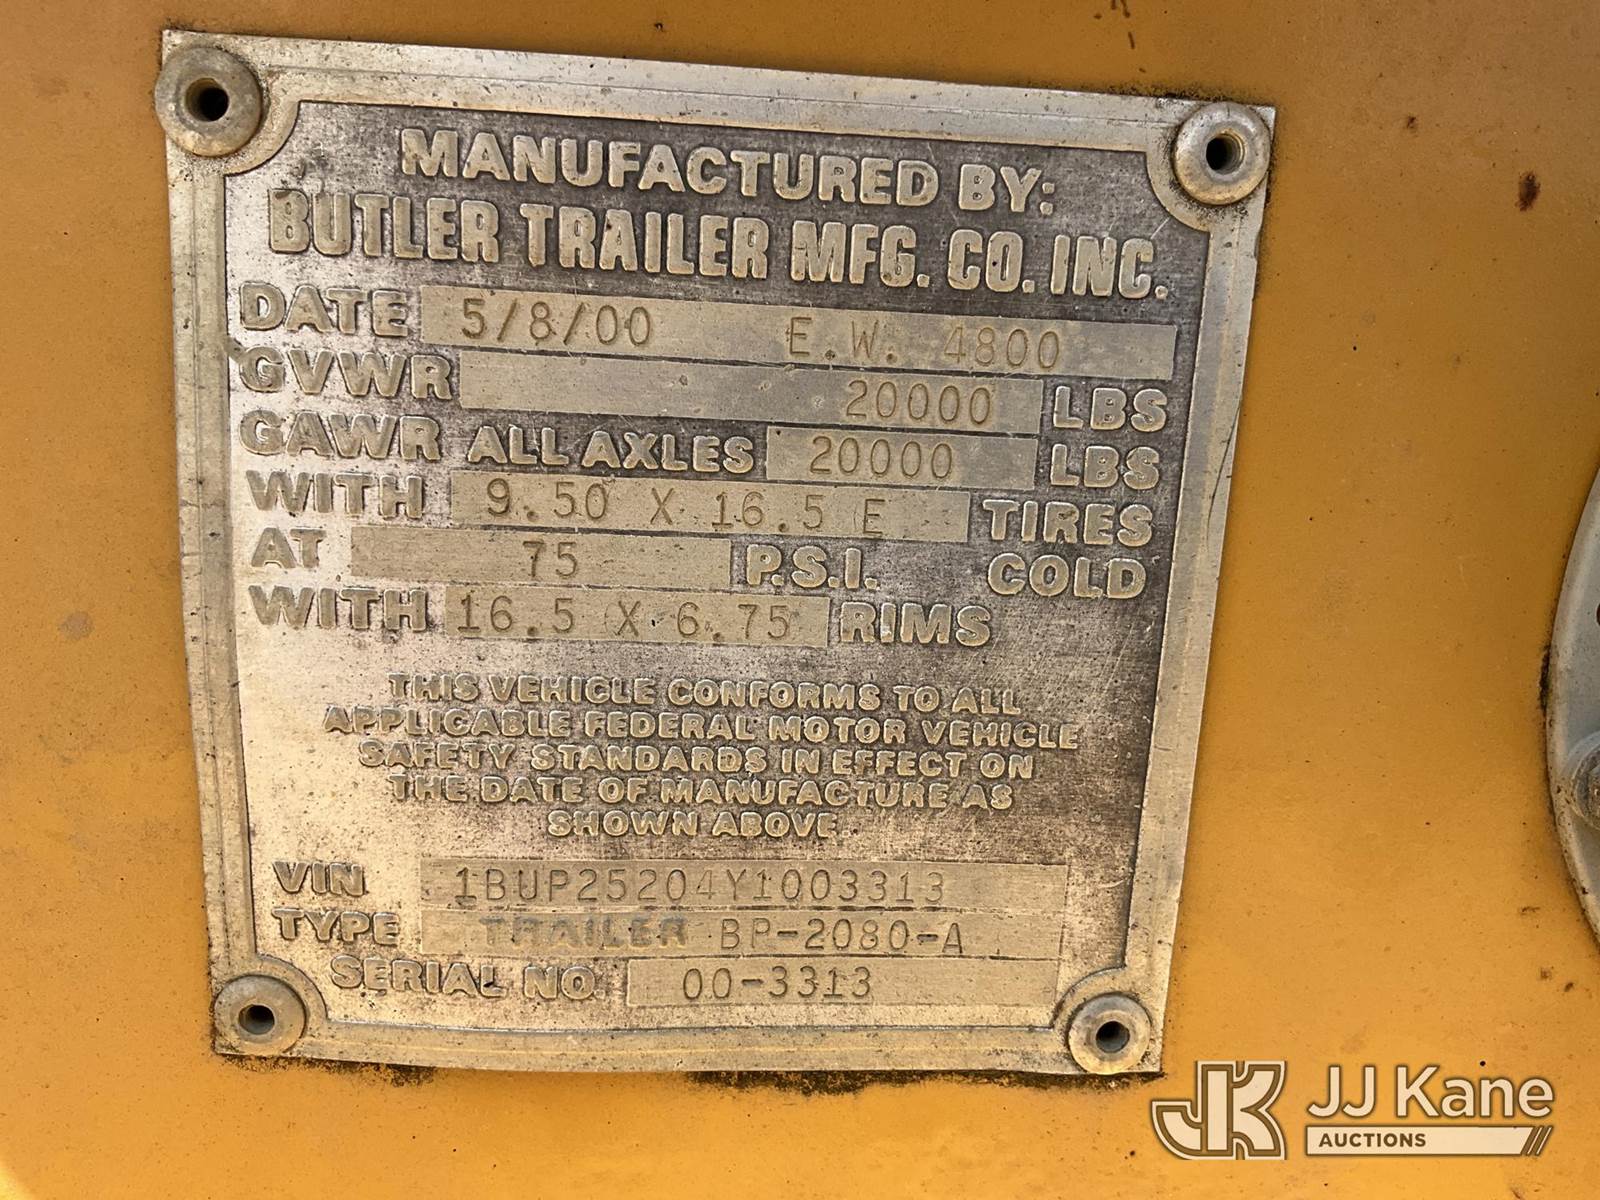 MANUFACTURED BY:
BUTLER TRAILER MFG. CO. INC.
DATE 5/8/00 E.W. 4800
GVWR 20000 LBS
GAWR ALL AXLES 20000 LBS
WITH 9.50 X 16.5 E TIRES
AT 75 P.S.I. COLD
WITH 16.5 X 6.75 RIMS
THIS VEHICLE CONFORMS TO ALL
APPLICABLE FEDERAL MOTOR VEHICLE
SAFETY STANDARDS IN EFFECT ON
THE DATE OF MANUFACTURE AS
SHOWN ABOVE.
VIN 1BUP25204Y1003313
TYPE TRAILER BP-2080-A
SERIAL NO. 00-3313
JK JJ Kane
AUCTIONS